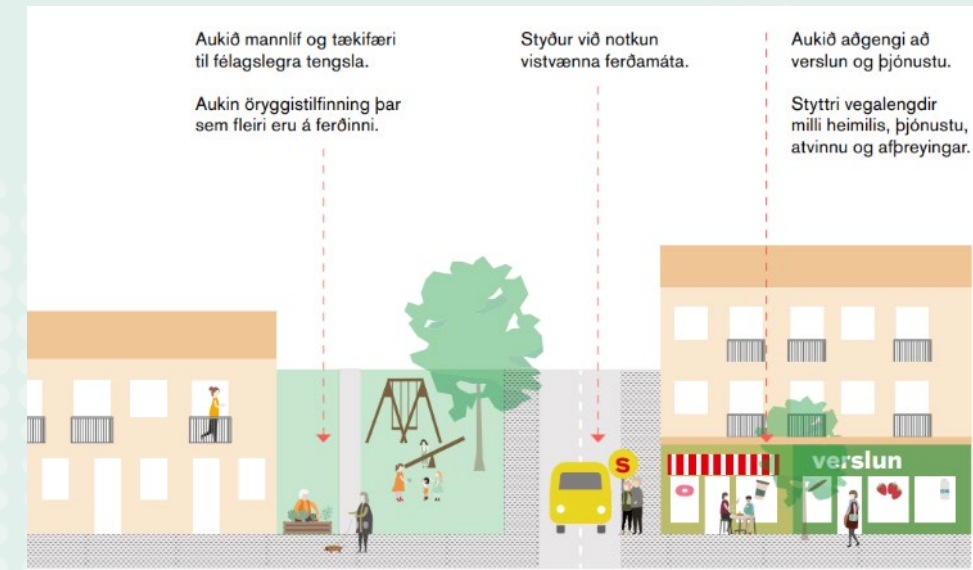 Aukið mannlíf og tækifæri
til félagslegra tengsla.
Aukin öryggistilfinning þar
sem fleiri eru á ferðinni.
Styður við notkun
vistvænna ferðamáta.
Aukið aðgengi að
verslun og þjónustu.
Styttri vegalengdir
milli heimilis, þjónustu,
atvinnu og afþreyingar.
S
verslun